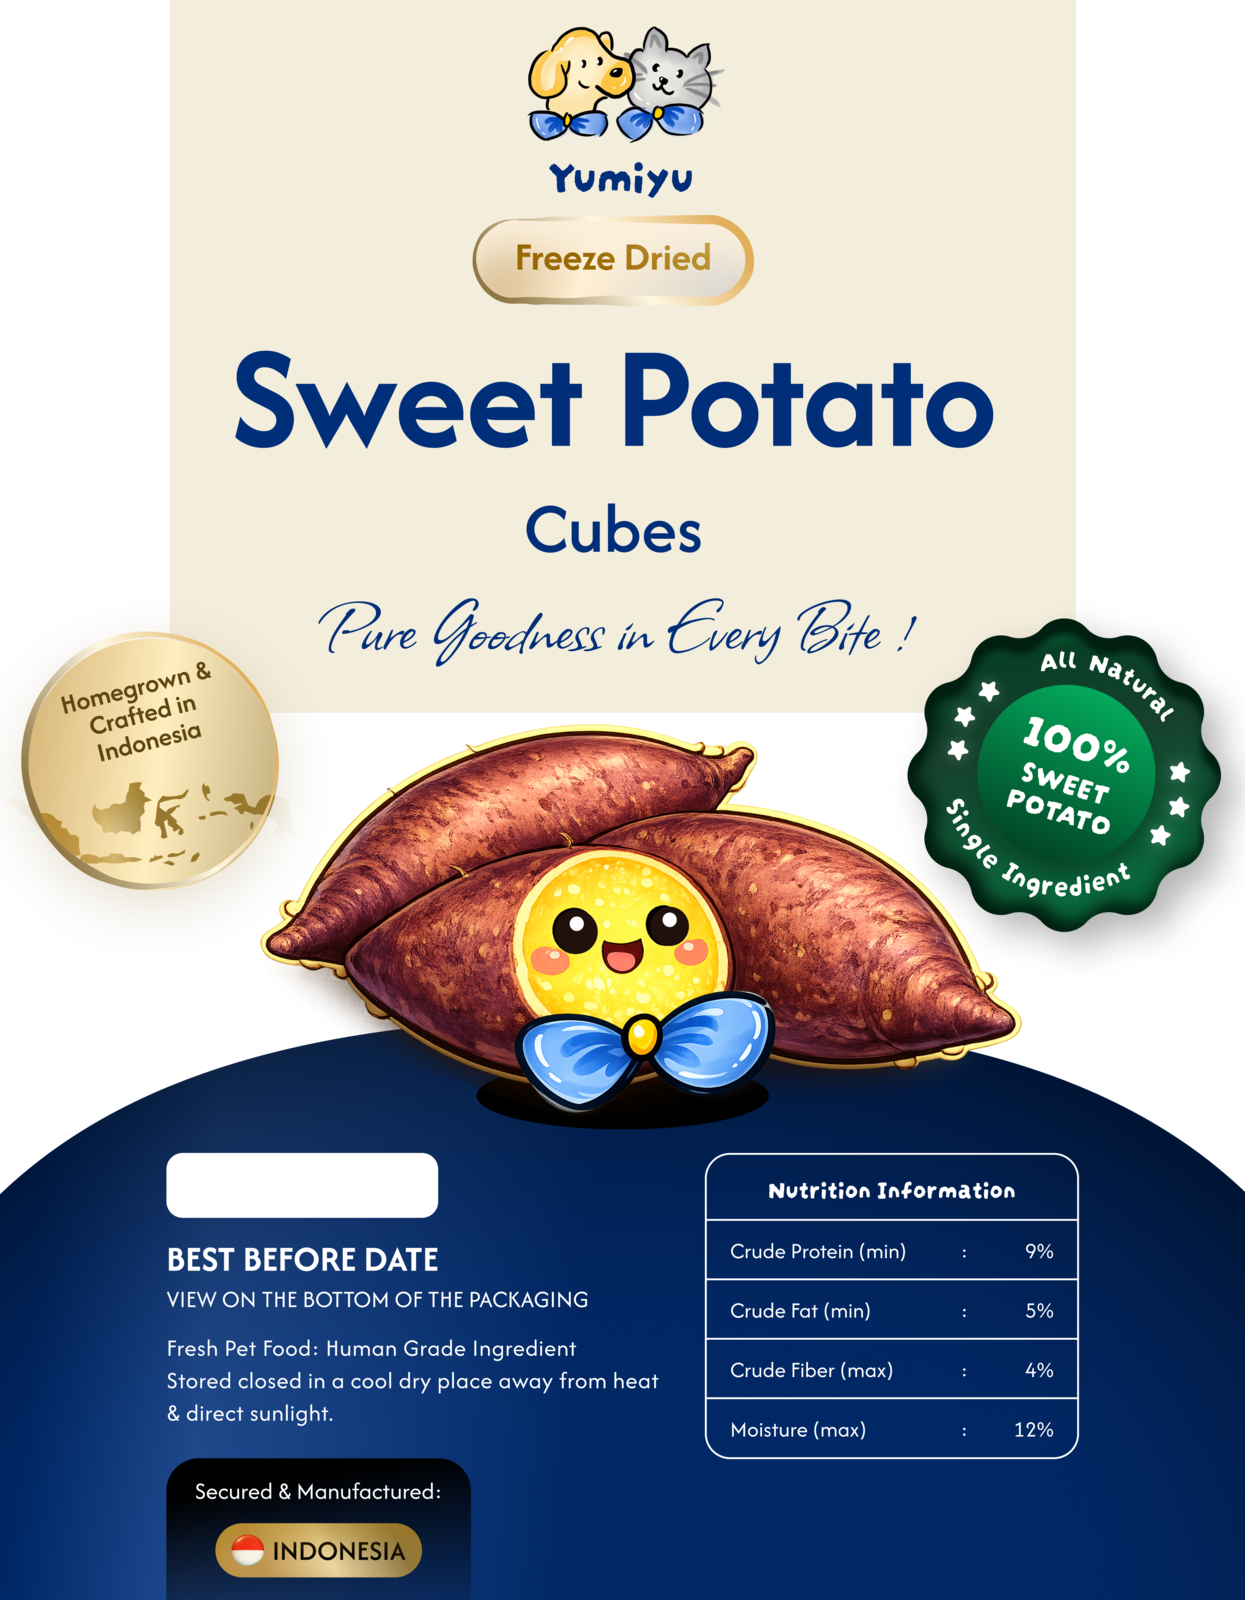 Yumiyu
Freeze Dried
Sweet Potato
Cubes
Pure Goodness in Every Bite !
Homegrown &
Crafted in
Indonesia
All Natural
100%
SWEET
POTATO
Single Ingredient
BEST BEFORE DATE
VIEW ON THE BOTTOM OF THE PACKAGING
Fresh Pet Food: Human Grade Ingredient
Stored closed in a cool dry place away from heat
& direct sunlight.
Secured & Manufactured:
INDONESIA
Nutrition Information
Crude Protein (min) : 9%
Crude Fat (min) : 5%
Crude Fiber (max) : 4%
Moisture (max) : 12%